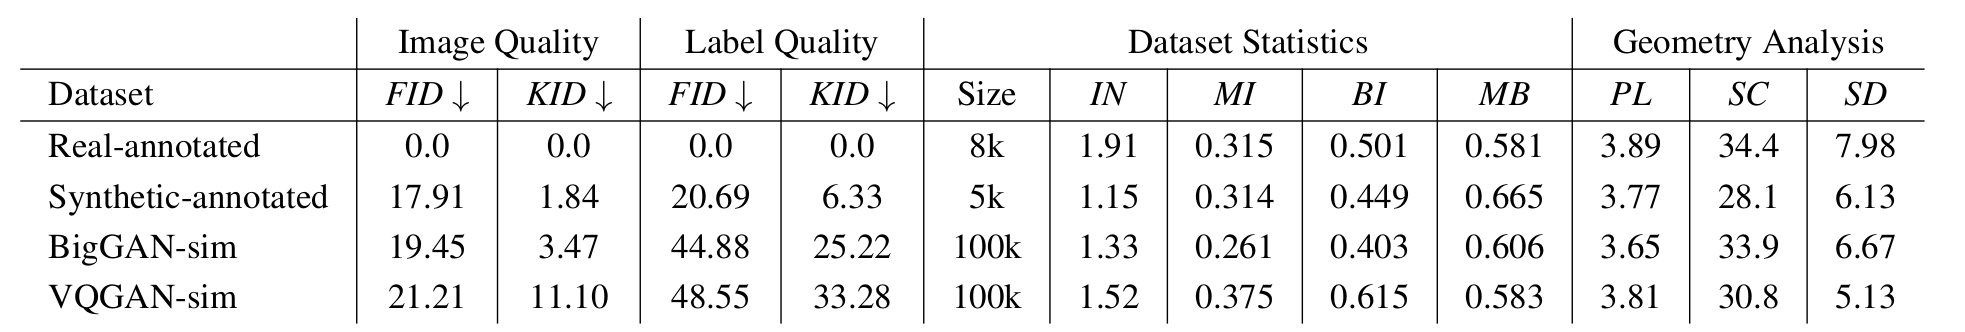 Image Quality Label Quality Dataset Statistics Geometry Analysis
Dataset FID ↓ KID ↓ FID ↓ KID ↓ Size IN MI BI MB PL SC SD
Real-annotated 0.0 0.0 0.0 0.0 8k 1.91 0.315 0.501 0.581 3.89 34.4 7.98
Synthetic-annotated 17.91 1.84 20.69 6.33 5k 1.15 0.314 0.449 0.665 3.77 28.1 6.13
BigGAN-sim 19.45 3.47 44.88 25.22 100k 1.33 0.261 0.403 0.606 3.65 33.9 6.67
VQGAN-sim 21.21 11.10 48.55 33.28 100k 1.52 0.375 0.615 0.583 3.81 30.8 5.13